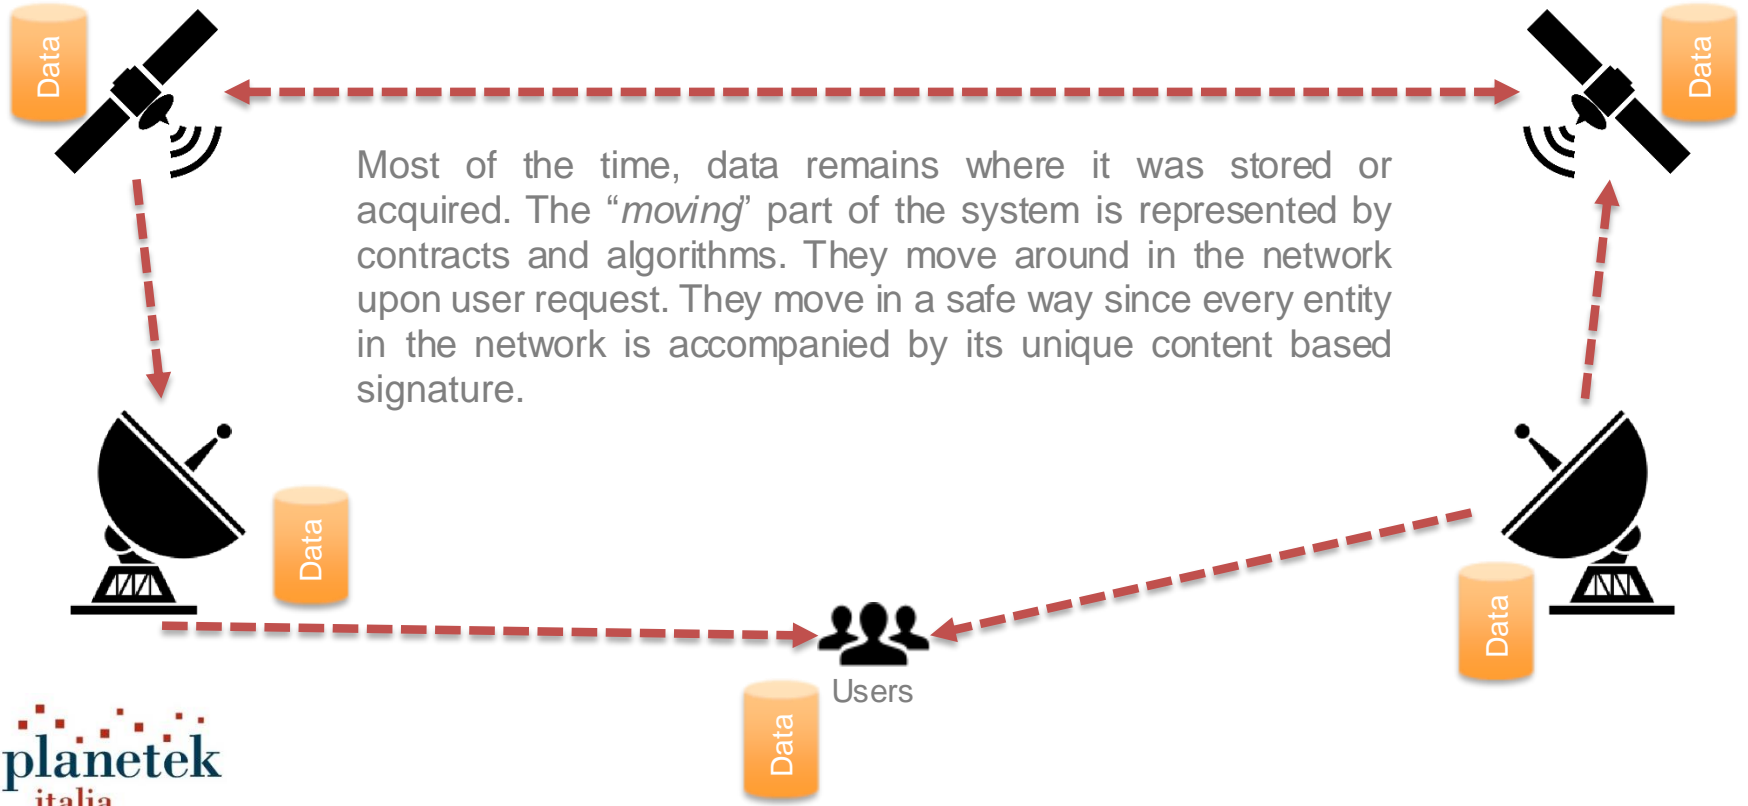 Data
Data
Most of the time, data remains where it was stored or
acquired. The “moving” part of the system is represented by
contracts and algorithms. They move around in the network
upon user request. They move in a safe way since every entity
in the network is accompanied by its unique content based
signature.
Data
Data
Users
Data
planetek
italia